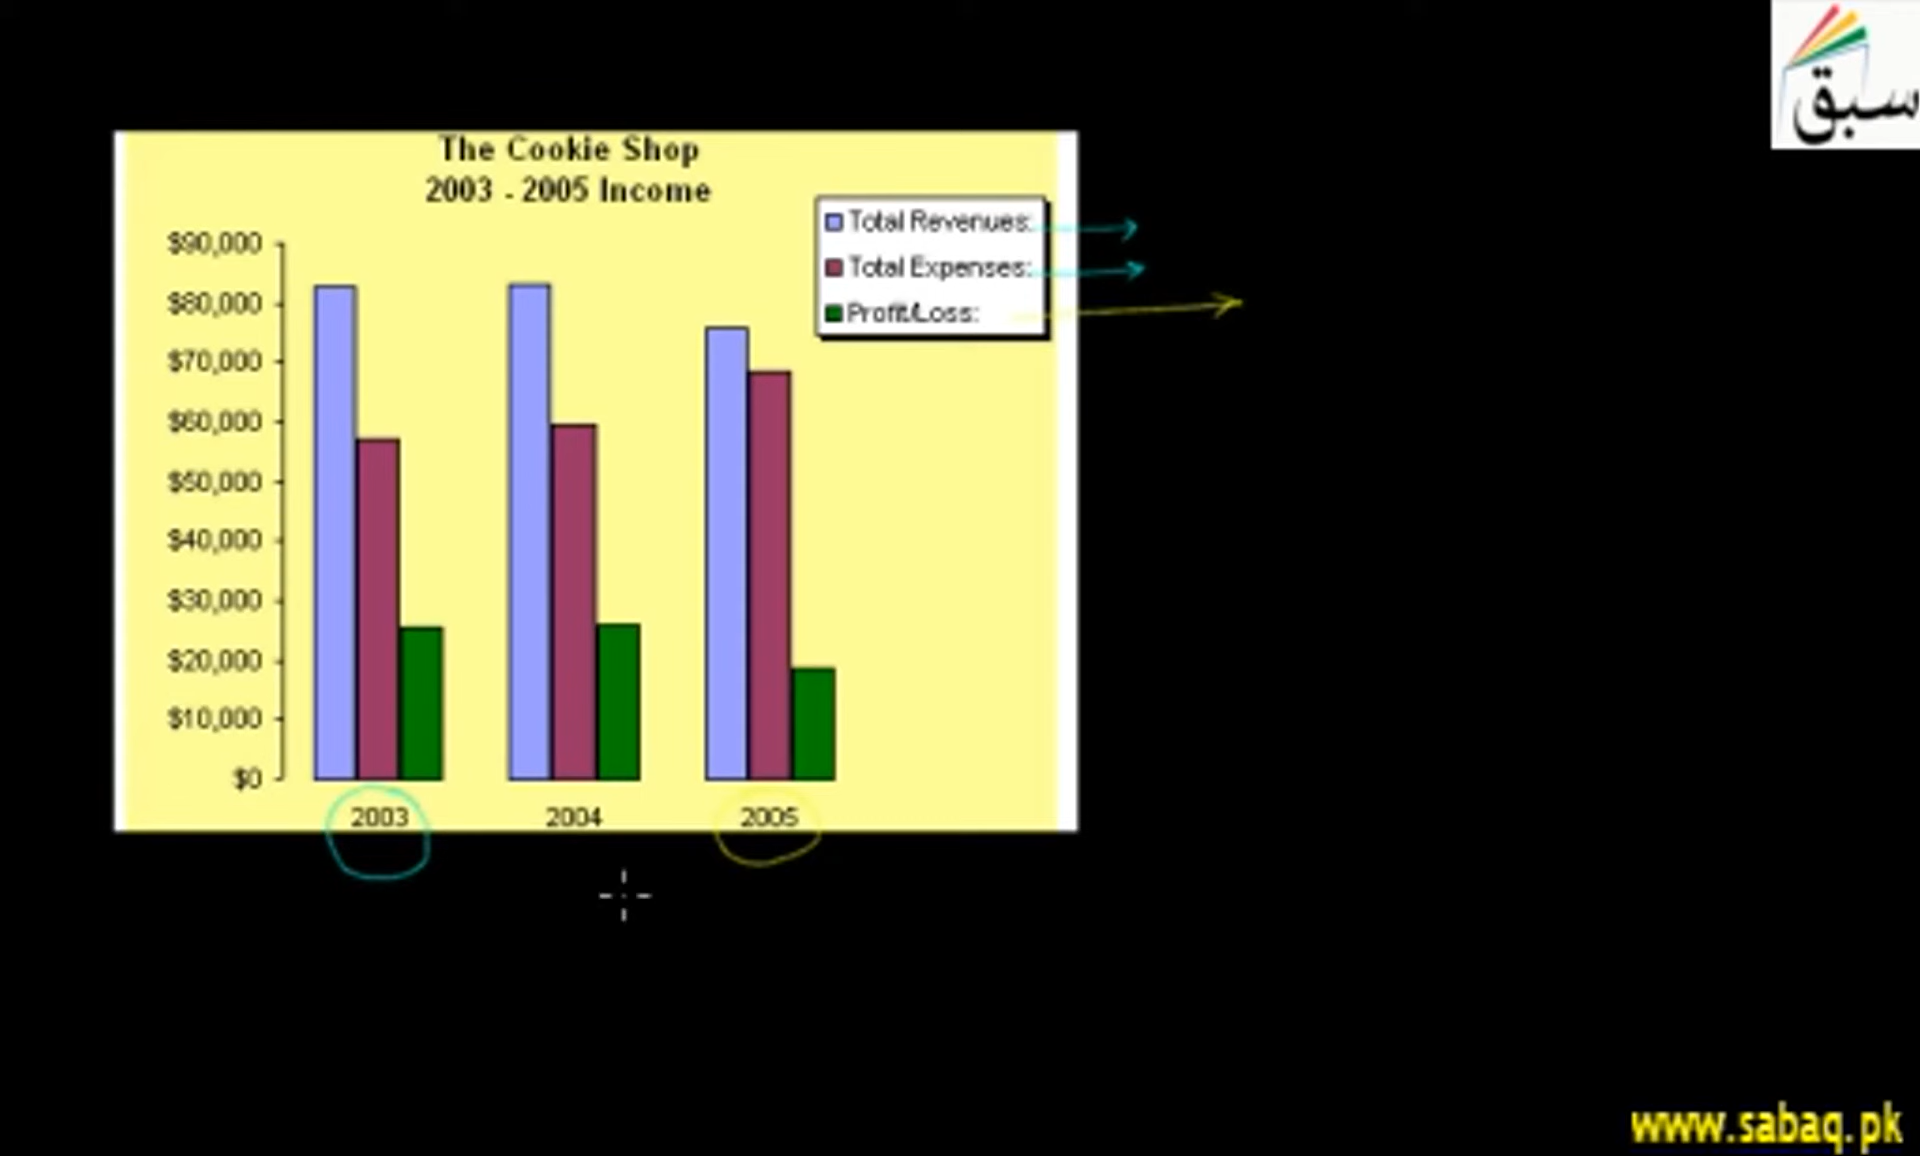 سبق
The Cookie Shop
2003 - 2005 Income
Total Revenues:
Total Expenses:
Profit/Loss:
$90,000
$80,000
$70,000
$60,000
$50,000
$40,000
$30,000
$20,000
$10,000
$0
2003
2004
2005
www.sabaq.pk